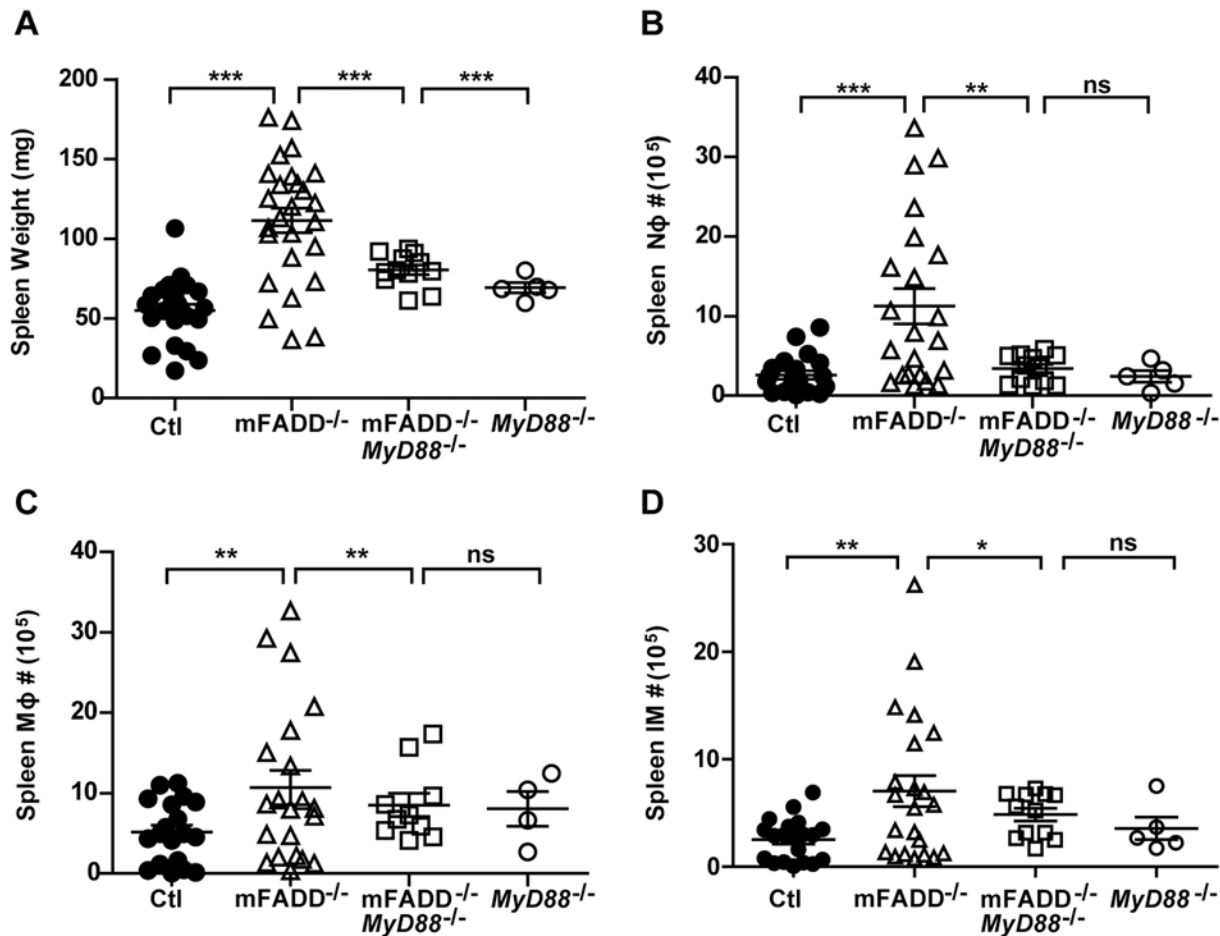 A
Spleen Weight (mg)
200
150
100
50
0
***
***
***
Ctl
mFADD-/-
mFADD-/-
MyD88-/-
MyD88-/-
B
Spleen Nϕ # (10⁵)
40
30
20
10
0
***
**
ns
Ctl
mFADD-/-
mFADD-/-
MyD88-/-
MyD88-/-
C
Spleen Mϕ # (10⁵)
40
30
20
10
0
**
**
ns
Ctl
mFADD-/-
mFADD-/-
MyD88-/-
MyD88-/-
D
Spleen IM # (10⁵)
30
20
10
0
**
*
ns
Ctl
mFADD-/-
mFADD-/-
MyD88-/-
MyD88-/-